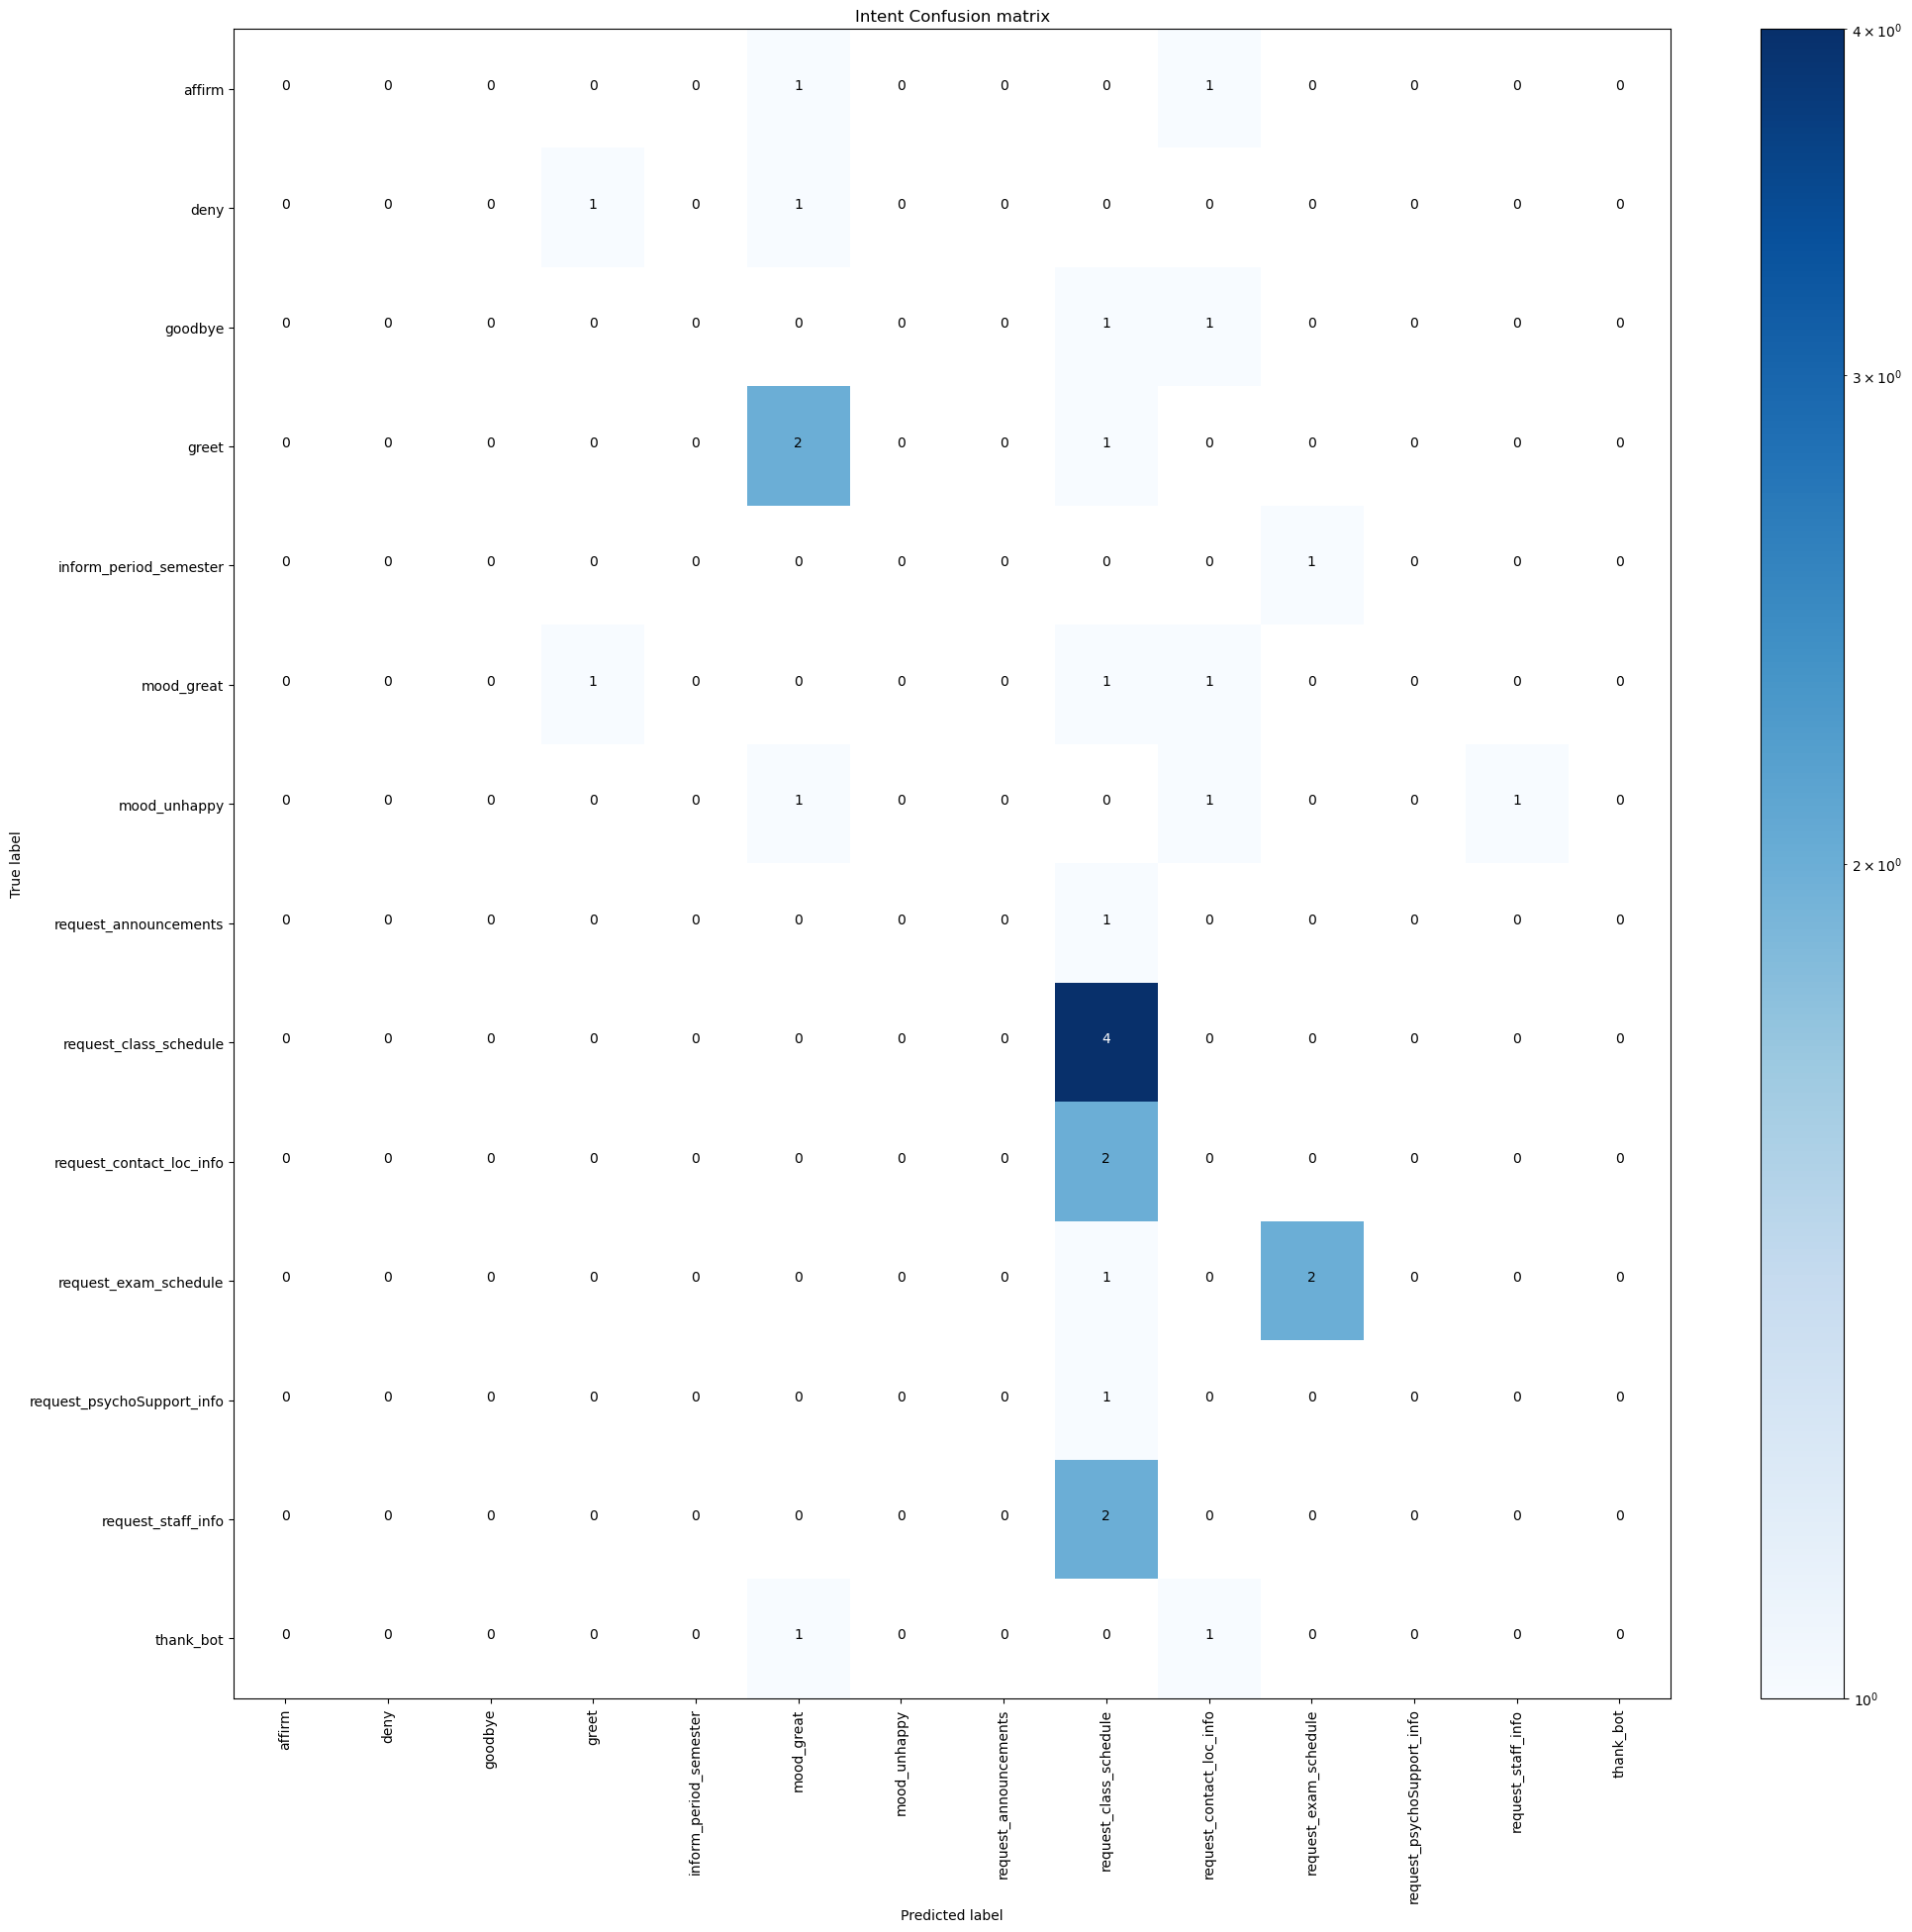 Intent Confusion matrix
affirm 0 0 0 0 0 1 0 0 0 1 0 0 0 0
deny 0 0 0 1 0 1 0 0 0 0 0 0 0 0
goodbye 0 0 0 0 0 0 0 0 1 1 0 0 0 0
greet 0 0 0 0 0 2 0 0 1 0 0 0 0 0
inform_period_semester 0 0 0 0 0 0 0 0 0 0 1 0 0 0
mood_great 0 0 0 1 0 0 0 0 1 1 0 0 0 0
mood_unhappy 0 0 0 0 0 1 0 0 0 1 0 0 1 0
request_announcements 0 0 0 0 0 0 0 0 1 0 0 0 0 0
request_class_schedule 0 0 0 0 0 0 0 0 4 0 0 0 0 0
request_contact_loc_info 0 0 0 0 0 0 0 0 2 0 0 0 0 0
request_exam_schedule 0 0 0 0 0 0 0 0 1 0 2 0 0 0
request_psychoSupport_info 0 0 0 0 0 0 0 0 1 0 0 0 0 0
request_staff_info 0 0 0 0 0 0 0 0 2 0 0 0 0 0
thank_bot 0 0 0 0 0 1 0 0 0 1 0 0 0 0
True label
affirm
deny
goodbye
greet
inform_period_semester
mood_great
mood_unhappy
request_announcements
request_class_schedule
request_contact_loc_info
request_exam_schedule
request_psychoSupport_info
request_staff_info
thank_bot
Predicted label
4 × 10⁰
3 × 10⁰
2 × 10⁰
10⁰